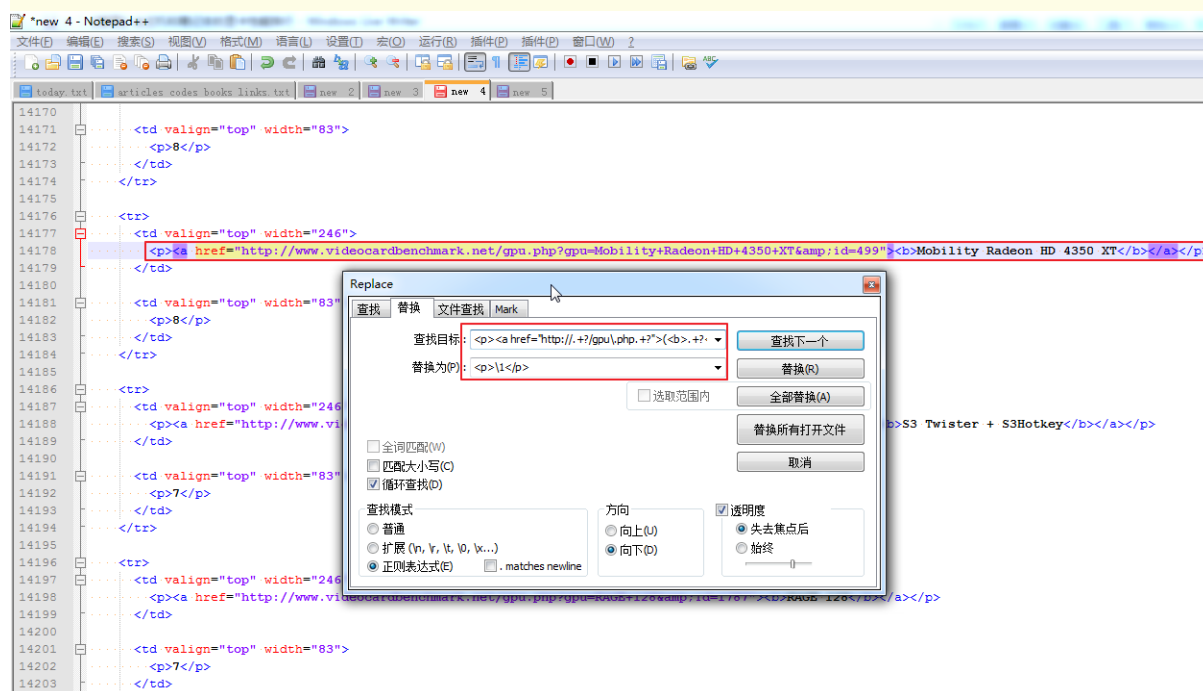 *new 4 - Notepad++
文件(F) 编辑(E) 搜索(S) 视图(V) 格式(M) 语言(L) 设置(T) 宏(O) 运行(R) 插件(P) 插件(P) 窗口(W) ?
today.txt articles codes books links.txt new 2 new 3 new 4 new 5
14170
14171 <td valign="top" width="83">
14172 <p>8</p>
14173 </td>
14174 </tr>
14175
14176 <tr>
14177 <td valign="top" width="246">
14178 <p><a href="http://www.videocardbenchmark.net/gpu.php?gpu=Mobility+Radeon+HD+4350+XT&amp;id=499"><b>Mobility Radeon HD 4350 XT</b></a></p
14179 </td>
14180
14181 <td valign="top" width="83"
14182 <p>8</p>
14183 </td>
14184 </tr>
14185
14186 <tr>
14187 <td valign="top" width="246
14188 <p><a href="http://www.vi b>S3 Twister + S3Hotkey</b></a></p>
14189 </td>
14190
14191 <td valign="top" width="83"
14192 <p>7</p>
14193 </td>
14194 </tr>
14195
14196 <tr>
14197 <td valign="top" width="246
14198 <p><a href="http://www.videocardbenchmark.net/gpu.php?gpu=RAGE+128&amp;id=1787"><b>RAGE 128</b></a></p>
14199 </td>
14200
14201 <td valign="top" width="83">
14202 <p>7</p>
14203 </td>
Replace
查找 替换 文件查找 Mark
查找目标: <p><a href="http://.+?/gpu\.php.+?">(<b>.+?< 查找下一个
替换为(P): <p>\1</p> 替换(R)
选取范围内 全部替换(A)
替换所有打开文件
全词匹配(W) 取消
匹配大小写(C)
循环查找(D)
查找模式 方向 透明度
普通 向上(U) 失去焦点后
扩展 (\n, \r, \t, \0, \x...) 向下(D) 始终
正则表达式(E) . matches newline